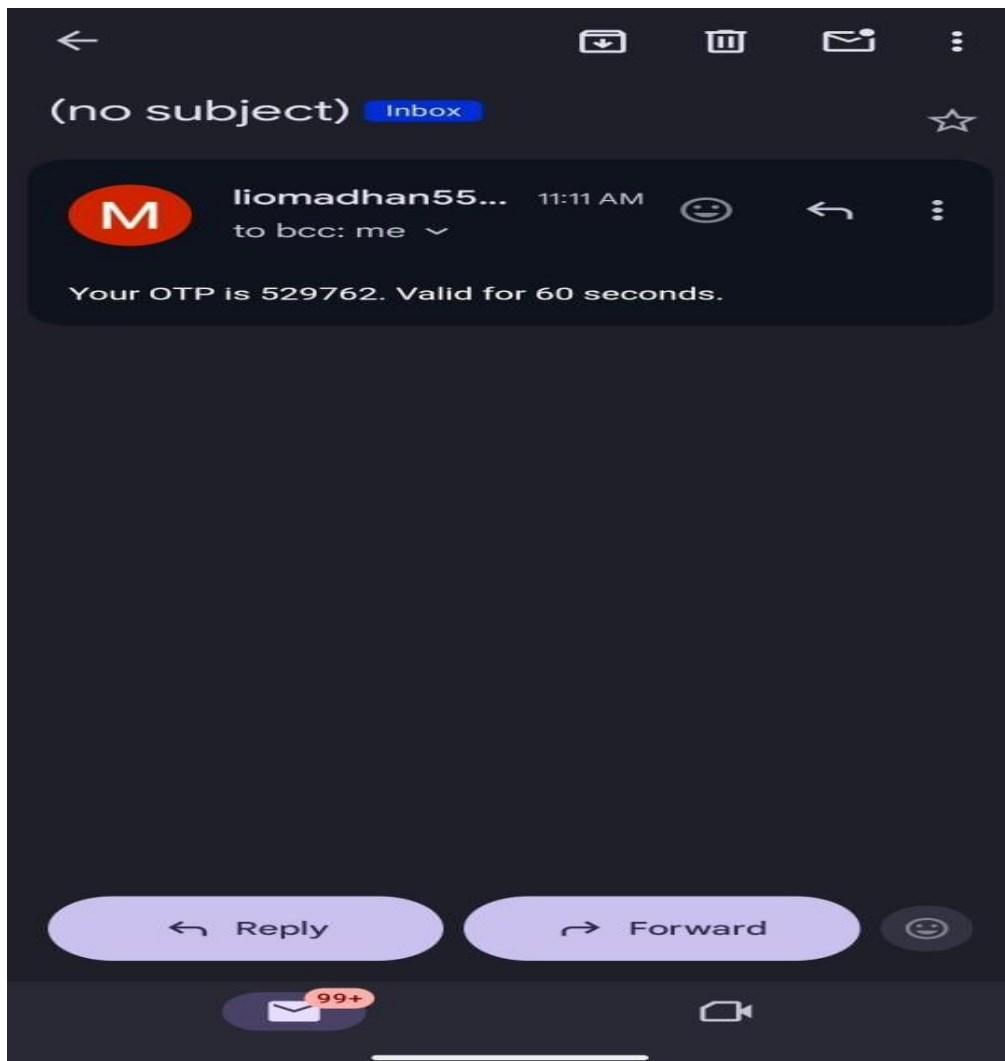 (no subject) Inbox
M
liomadhan55... 11:11 AM
to bcc: me
Your OTP is 529762. Valid for 60 seconds.
Reply Forward
99+